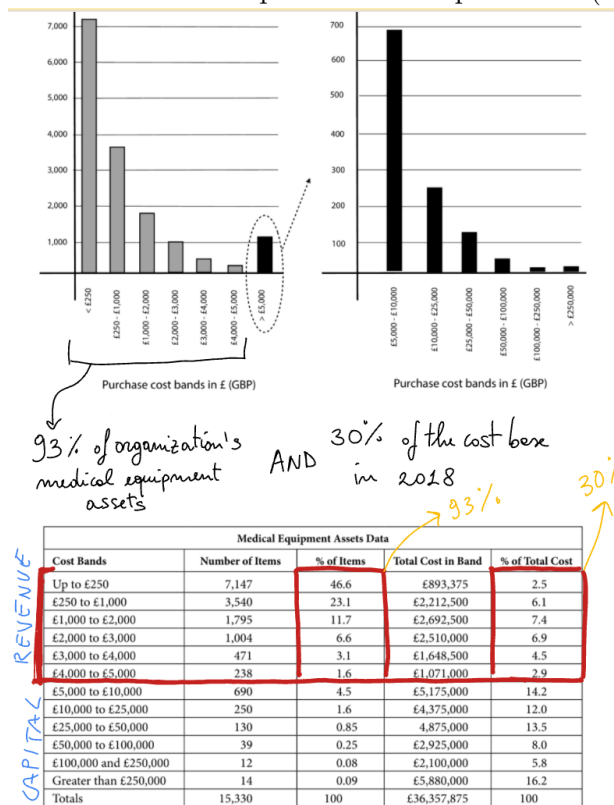 7,000
6,000
5,000
4,000
3,000
2,000
1,000
< £250
£250 - £1,000
£1,000 - £2,000
£2,000 - £3,000
£3,000 - £4,000
£4,000 - £5,000
> £5,000
Purchase cost bands in £ (GBP)
700
600
500
400
300
200
100
£5,000 - £10,000
£10,000 - £25,000
£25,000 - £50,000
£50,000 - £100,000
£100,000 - £250,000
> £250,000
Purchase cost bands in £ (GBP)
93% of organization's
medical equipment
assets
AND
30% of the cost base
in 2018
93%
30%
REVENUE
CAPITAL
Medical Equipment Assets Data
Cost Bands Number of Items % of Items Total Cost in Band % of Total Cost
Up to £250 7,147 46.6 £893,375 2.5
£250 to £1,000 3,540 23.1 £2,212,500 6.1
£1,000 to £2,000 1,795 11.7 £2,692,500 7.4
£2,000 to £3,000 1,004 6.6 £2,510,000 6.9
£3,000 to £4,000 471 3.1 £1,648,500 4.5
£4,000 to £5,000 238 1.6 £1,071,000 2.9
£5,000 to £10,000 690 4.5 £5,175,000 14.2
£10,000 to £25,000 250 1.6 £4,375,000 12.0
£25,000 to £50,000 130 0.85 4,875,000 13.5
£50,000 to £100,000 39 0.25 £2,925,000 8.0
£100,000 and £250,000 12 0.08 £2,100,000 5.8
Greater than £250,000 14 0.09 £5,880,000 16.2
Totals 15,330 100 £36,357,875 100